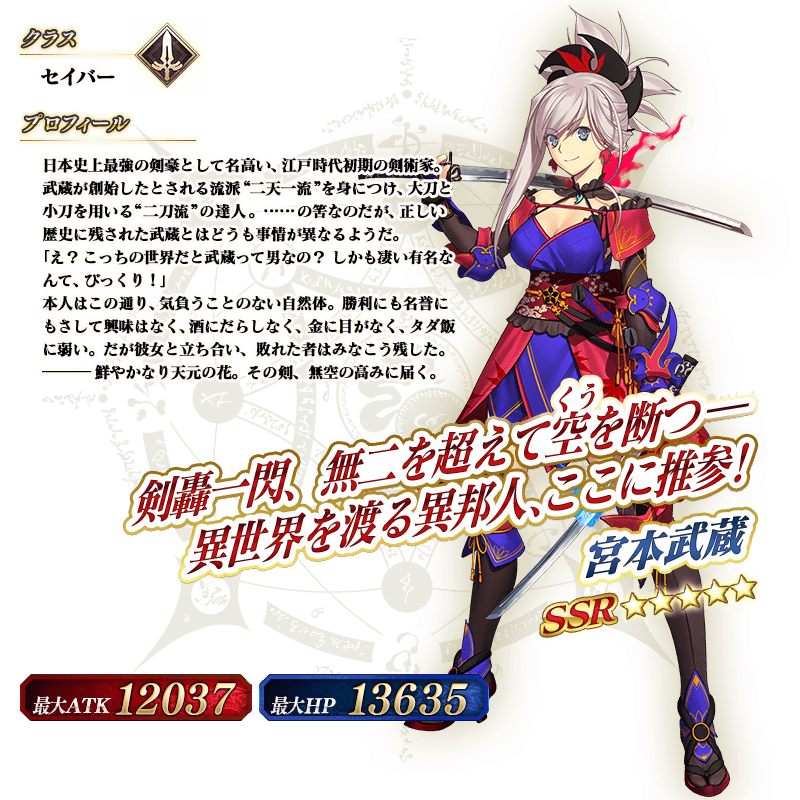 クラス
セイバー
プロフィール
日本史上最強の剣豪として名高い、江戸時代初期の剣術家。
武蔵が創始したとされる流派“二天一流”を身につけ、大刀と
小刀を用いる“二刀流”の達人。……の筈なのだが、正しい
歴史に残された武蔵とはどうも事情が異なるようだ。
「え？こっちの世界だと武蔵って男なの？ しかも凄い有名な
んて、びっくり！」
本人はこの通り、気負うことのない自然体。勝利にも名誉に
もさして興味はなく、酒にだらしなく、金に目がなく、タダ飯
に弱い。だが彼女と立ち合い、敗れた者はみなこう残した。
―― 鮮やかなり天元の花。その剣、無空の高みに届く。
くう
剣轟一閃、無二を超えて空を断つ―
異世界を渡る異邦人、ここに推参！
宮本武蔵
SSR ☆☆☆☆☆
最大ATK 12037
最大HP 13635